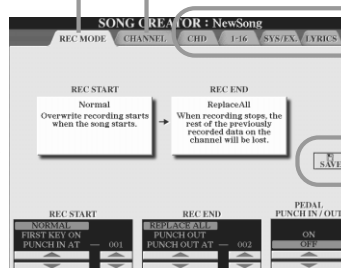 SONG CREATOR : NewSong
REC MODE CHANNEL CHD 1-16 SYS/EX. LYRICS
REC START
REC END
Normal
Overwrite recording starts
when the song starts.
ReplaceAll
When recording stops, the
rest of the previously
recorded data on the
channel will be lost.
SAVE
REC START
REC END
PEDAL
PUNCH IN / OUT
NORMAL
FIRST KEY ON
PUNCH IN AT — 001
REPLACE ALL
PUNCH OUT
PUNCH OUT AT — 002
ON
OFF